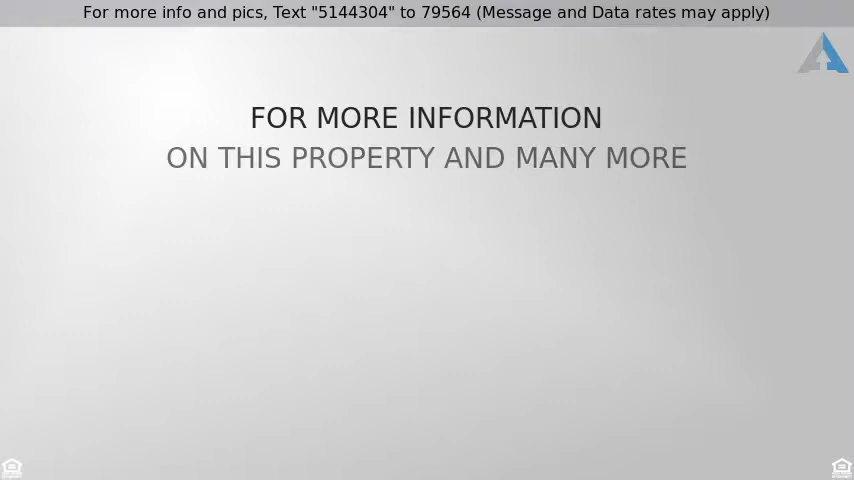 For more info and pics, Text "5144304" to 79564 (Message and Data rates may apply)
FOR MORE INFORMATION
ON THIS PROPERTY AND MANY MORE